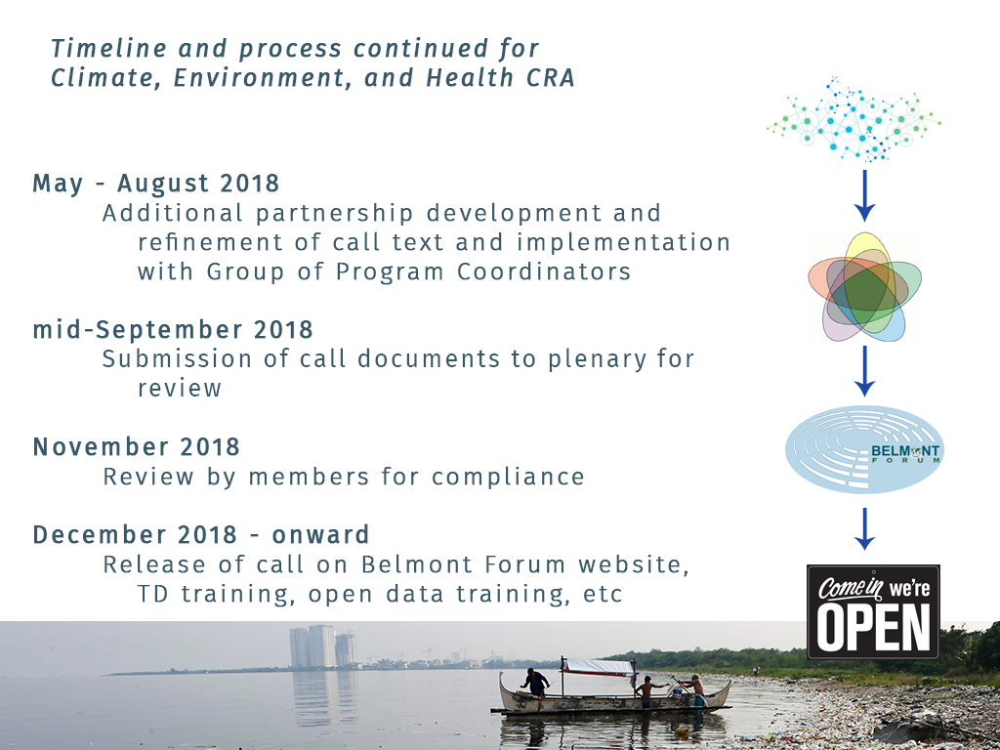 Timeline and process continued for
Climate, Environment, and Health CRA
May - August 2018
Additional partnership development and
refinement of call text and implementation
with Group of Program Coordinators
mid-September 2018
Submission of call documents to plenary for
review
November 2018
Review by members for compliance
December 2018 - onward
Release of call on Belmont Forum website,
TD training, open data training, etc
BELMONT
FORUM
Come in we're
OPEN